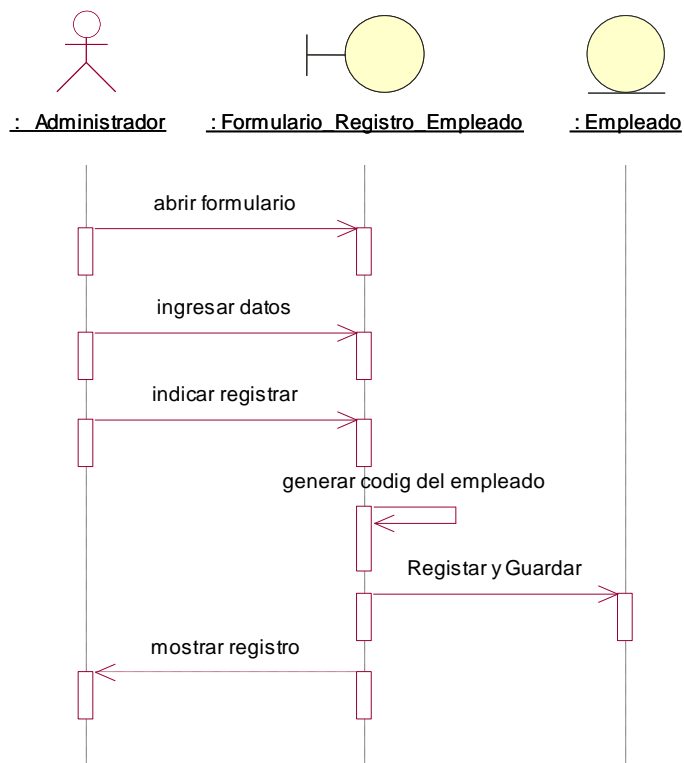 : Administrador
: Formulario_Registro_Empleado
: Empleado
abrir formulario
ingresar datos
indicar registrar
generar codig del empleado
Registar y Guardar
mostrar registro